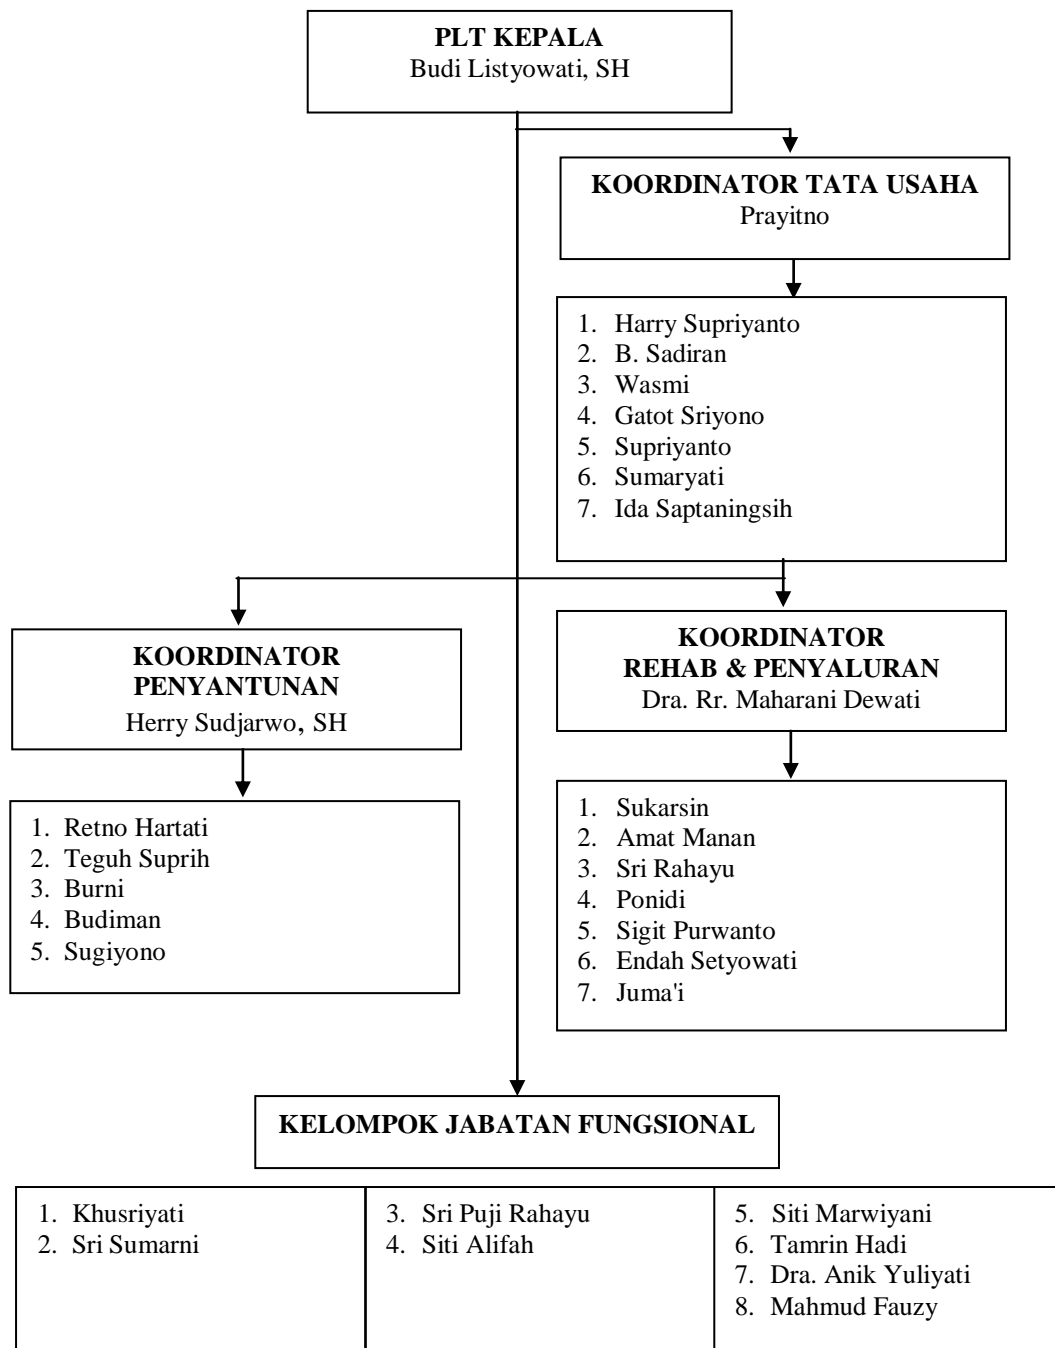 PLT KEPALA
Budi Listyowati, SH
KOORDINATOR TATA USAHA
Prayitno
1. Harry Supriyanto
2. B. Sadiran
3. Wasmi
4. Gatot Sriyono
5. Supriyanto
6. Sumaryati
7. Ida Saptaningsih
KOORDINATOR
PENYANTUNAN
Herry Sudjarwo, SH
KOORDINATOR
REHAB & PENYALURAN
Dra. Rr. Maharani Dewati
1. Retno Hartati
2. Teguh Suprih
3. Burni
4. Budiman
5. Sugiyono
1. Sukarsin
2. Amat Manan
3. Sri Rahayu
4. Ponidi
5. Sigit Purwanto
6. Endah Setyowati
7. Juma'i
KELOMPOK JABATAN FUNGSIONAL
1. Khusriyati
2. Sri Sumarni
3. Sri Puji Rahayu
4. Siti Alifah
5. Siti Marwiyani
6. Tamrin Hadi
7. Dra. Anik Yuliyati
8. Mahmud Fauzy